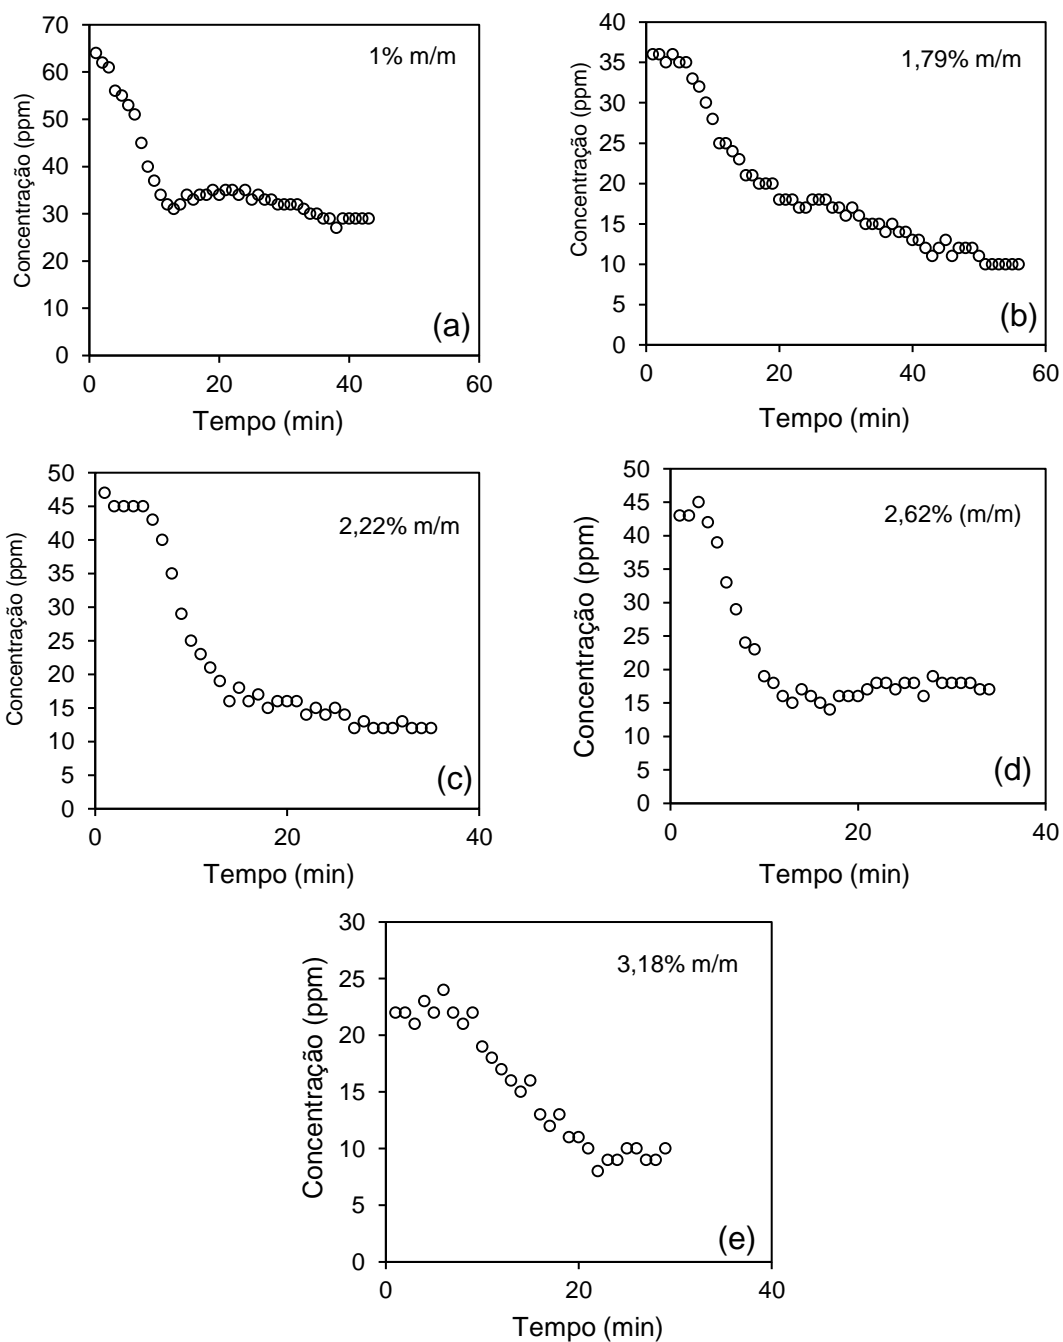 70
60
50
40
30
20
10
0
0 20 40 60
Concentração (ppm)
Tempo (min)
1% m/m
(a)
40
35
30
25
20
15
10
5
0
0 20 40 60
Concentração (ppm)
Tempo (min)
1,79% m/m
(b)
50
45
40
35
30
25
20
15
10
5
0
0 20 40
Concentração (ppm)
Tempo (min)
2,22% m/m
(c)
50
45
40
35
30
25
20
15
10
5
0
0 20 40
Concentração (ppm)
Tempo (min)
2,62% (m/m)
(d)
30
25
20
15
10
5
0
0 20 40
Concentração (ppm)
Tempo (min)
3,18% m/m
(e)